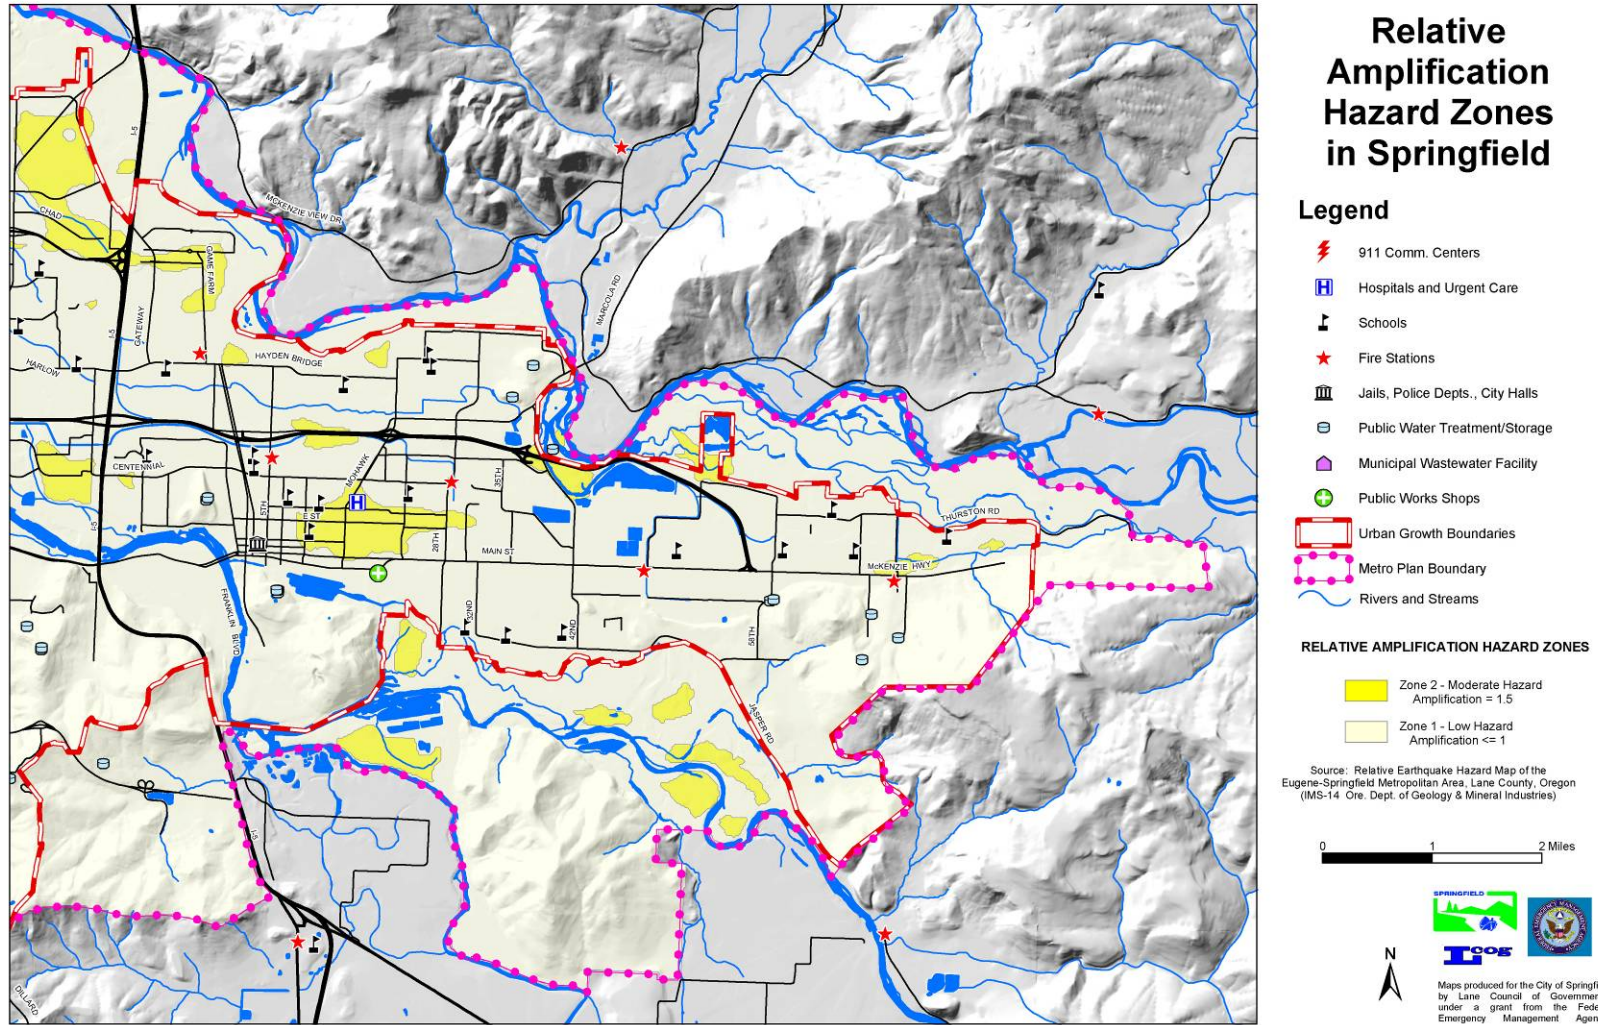 Relative
Amplification
Hazard Zones
in Springfield
Legend
911 Comm. Centers
H
Hospitals and Urgent Care
Schools
Fire Stations
Jails, Police Depts., City Halls
Public Water Treatment/Storage
Municipal Wastewater Facility
Public Works Shops
Urban Growth Boundaries
Metro Plan Boundary
Rivers and Streams
RELATIVE AMPLIFICATION HAZARD ZONES
Zone 2 - Moderate Hazard
Amplification = 1.5
Zone 1 - Low Hazard
Amplification <= 1
Source: Relative Earthquake Hazard Map of the
Eugene-Springfield Metropolitan Area, Lane County, Oregon
(IMS-14 Ore. Dept. of Geology & Mineral Industries)
0 1 2 Miles
SPRINGFIELD
Lcog
N
Maps produced for the City of Springfi
by Lane Council of Governmen
under a grant from the Fede
Emergency Management Agen
I-5
MCKENZIE VIEW DR
CHAD
GAME FARM
MARCOLA RD
I-5
GATEWAY
HARLOW
HAYDEN BRIDGE
CENTENNIAL
MOHAWK
35TH
5TH
H
E ST
THURSTON RD
I-5
28TH
MAIN ST
McKENZIE HWY
FRANKLIN BLVD
32ND
42ND
58TH
JASPER RD
I-5
DILLARD